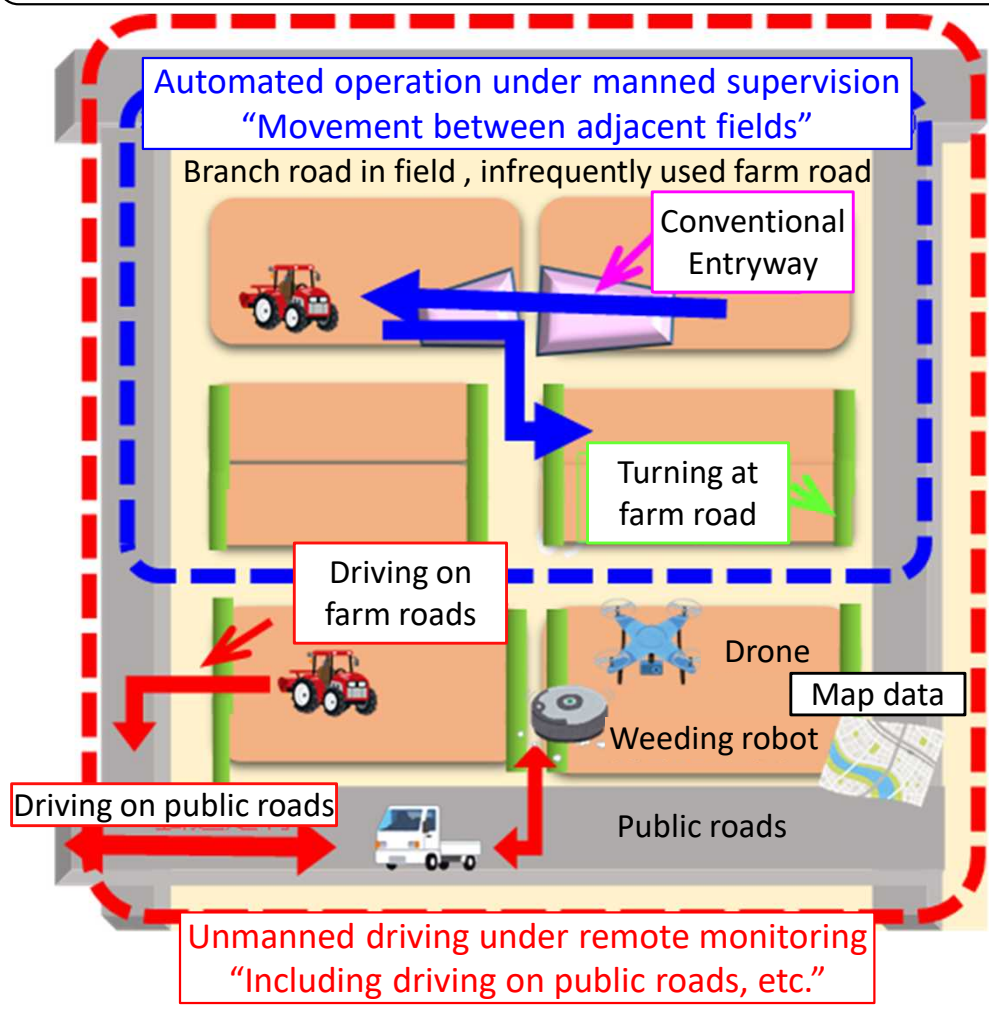 Automated operation under manned supervision
“Movement between adjacent fields”
Branch road in field , infrequently used farm road
Conventional
Entryway
Turning at
farm road
Driving on
farm roads
Drone
Map data
Weeding robot
Driving on public roads
Public roads
Unmanned driving under remote monitoring
“Including driving on public roads, etc.”